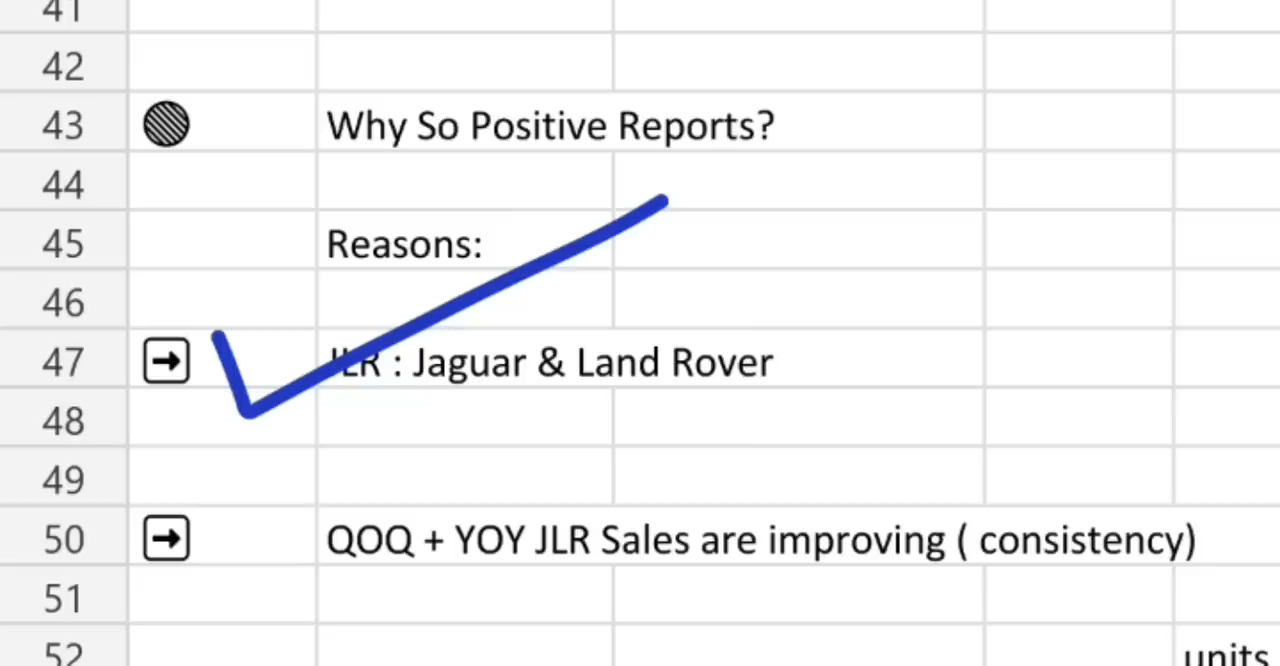 41
42
43 Why So Positive Reports?
44
45 Reasons:
46
47 JLR : Jaguar & Land Rover
48
49
50 QOQ + YOY JLR Sales are improving ( consistency)
51
52 units